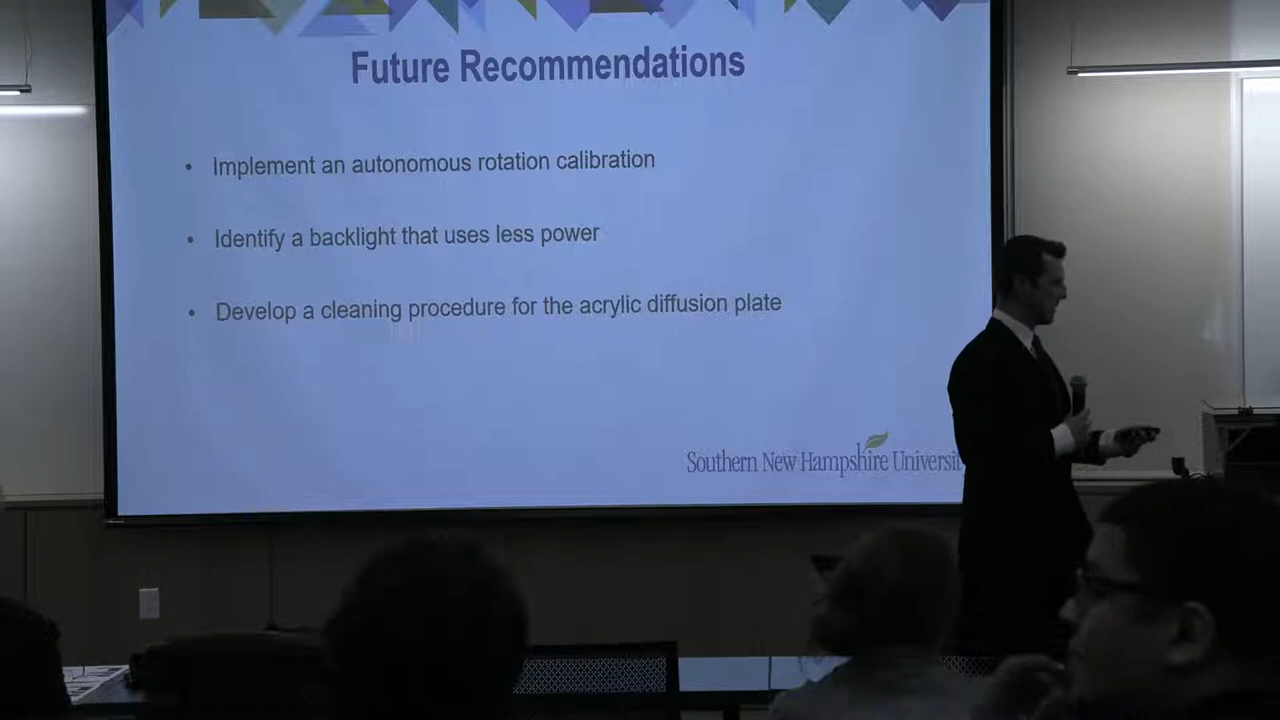 Future Recommendations
• Implement an autonomous rotation calibration
• Identify a backlight that uses less power
• Develop a cleaning procedure for the acrylic diffusion plate
Southern New Hampshire Universit